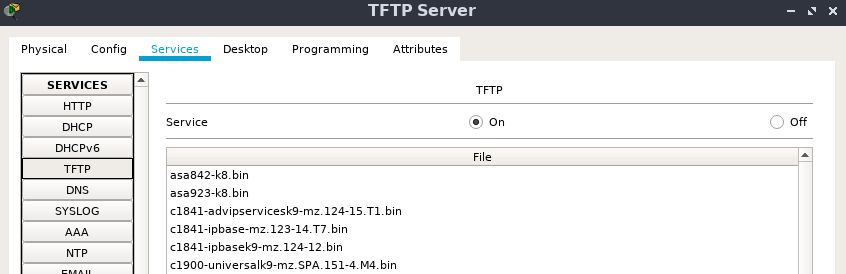 TFTP Server
Physical Config Services Desktop Programming Attributes
SERVICES
HTTP
DHCP
DHCPv6
TFTP
DNS
SYSLOG
AAA
NTP
EMAIL
TFTP
Service On Off
File
asa842-k8.bin
asa923-k8.bin
c1841-advipservicesk9-mz.124-15.T1.bin
c1841-ipbase-mz.123-14.T7.bin
c1841-ipbasek9-mz.124-12.bin
c1900-universalk9-mz.SPA.151-4.M4.bin